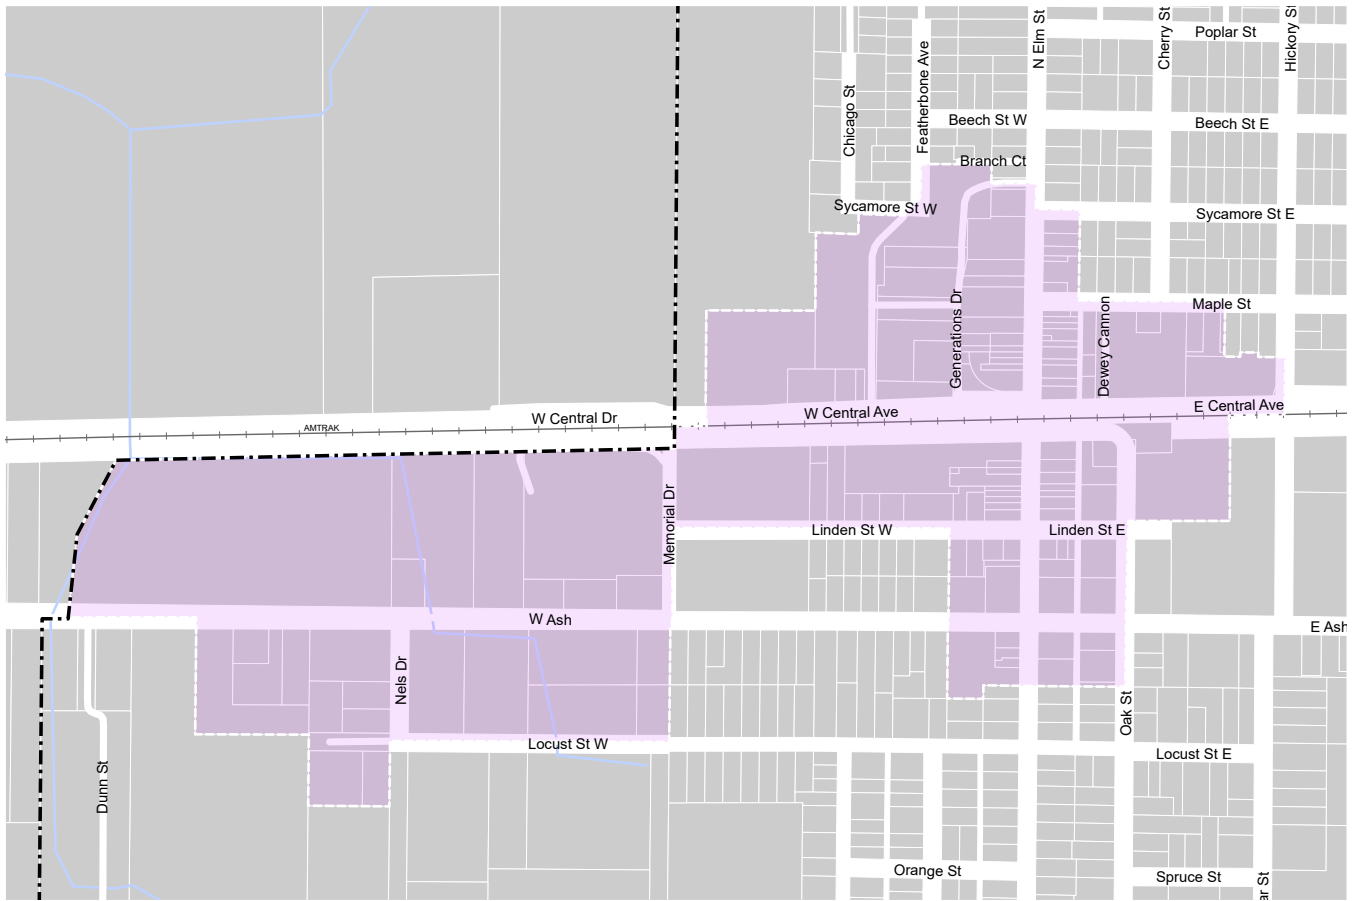 Poplar St
N Elm St
Cherry St
Hickory St
Chicago St
Featherbone Ave
Beech St W
Beech St E
Branch Ct
Sycamore St W
Sycamore St E
Generations Dr
Dewey Cannon
Maple St
W Central Dr
W Central Ave
E Central Ave
AMTRAK
Memorial Dr
Linden St W
Linden St E
W Ash
E Ash
Nels Dr
Oak St
Locust St W
Locust St E
Dunn St
Orange St
Spruce St
ar St